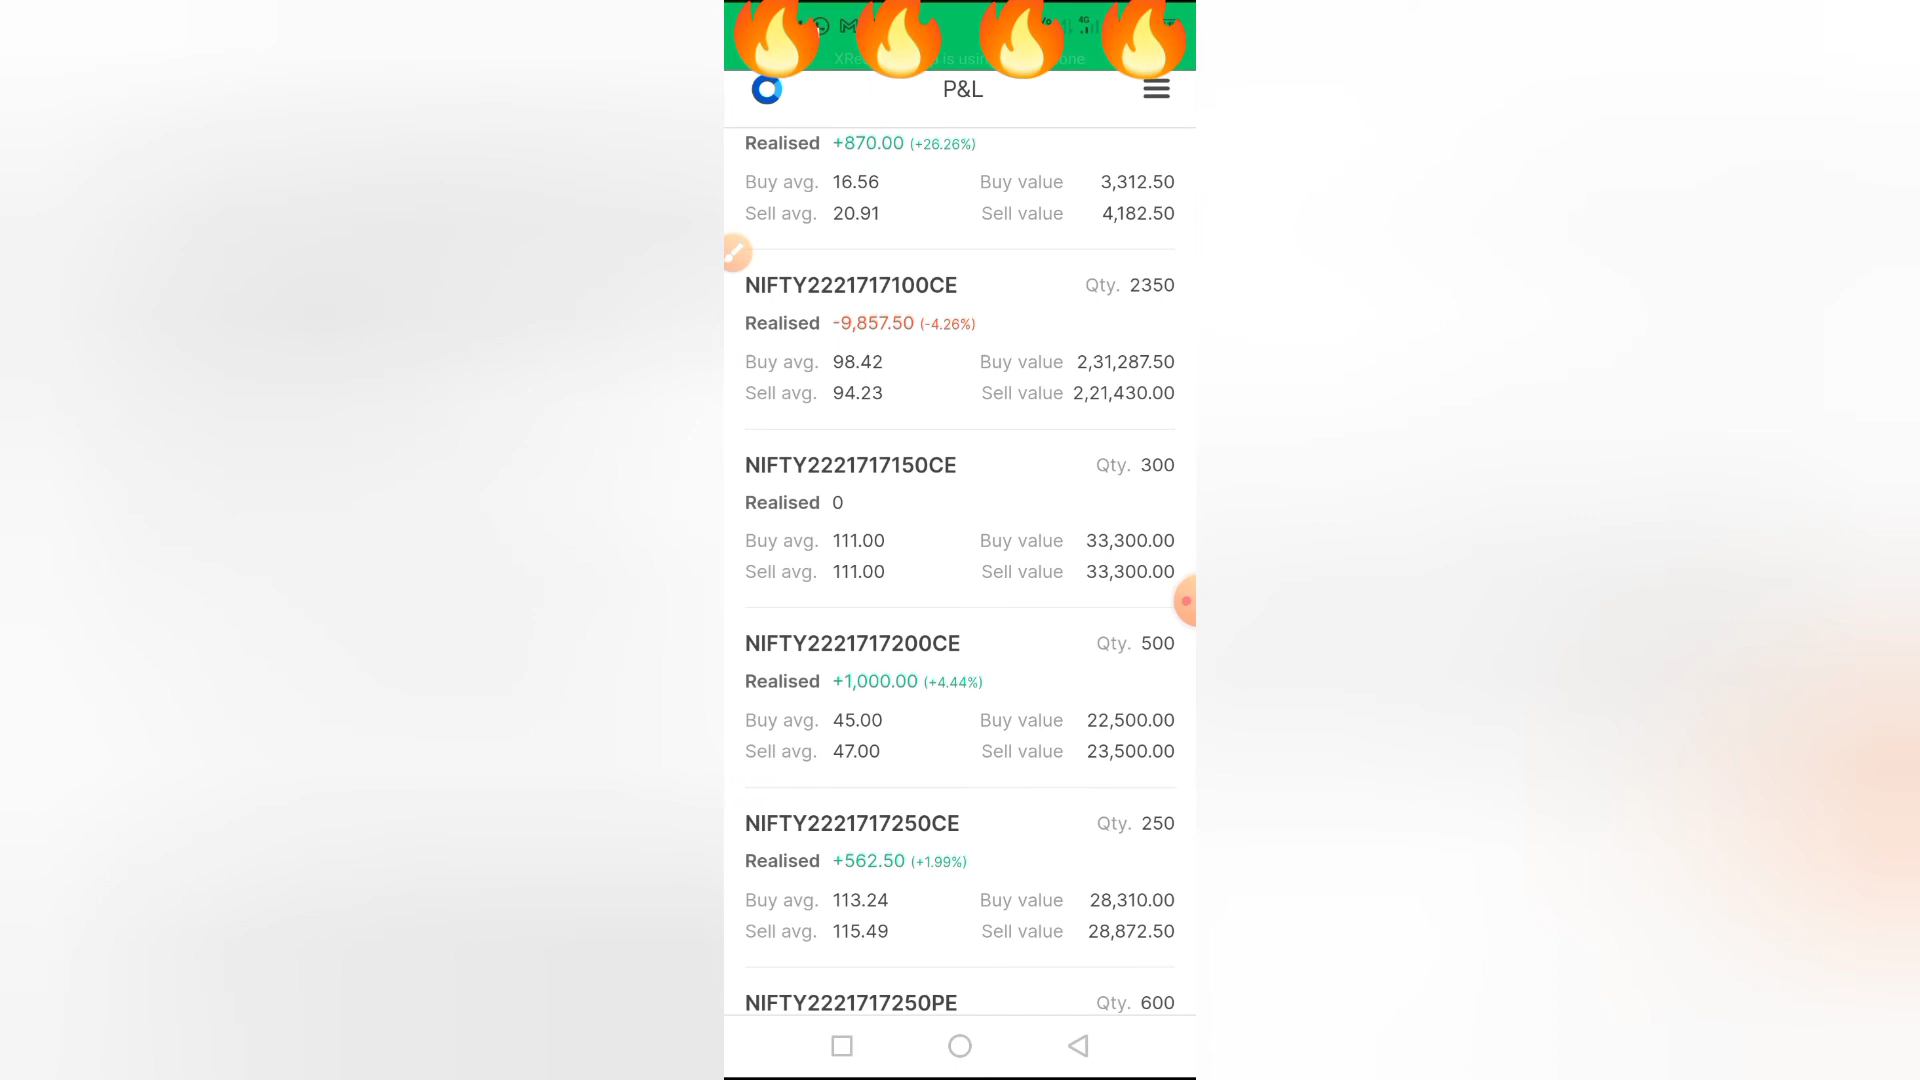 4G
P&L
Realised +870.00 (+26.26%)
Buy avg. 16.56 Buy value 3,312.50
Sell avg. 20.91 Sell value 4,182.50
NIFTY2221717100CE Qty. 2350
Realised -9,857.50 (-4.26%)
Buy avg. 98.42 Buy value 2,31,287.50
Sell avg. 94.23 Sell value 2,21,430.00
NIFTY2221717150CE Qty. 300
Realised 0
Buy avg. 111.00 Buy value 33,300.00
Sell avg. 111.00 Sell value 33,300.00
NIFTY2221717200CE Qty. 500
Realised +1,000.00 (+4.44%)
Buy avg. 45.00 Buy value 22,500.00
Sell avg. 47.00 Sell value 23,500.00
NIFTY2221717250CE Qty. 250
Realised +562.50 (+1.99%)
Buy avg. 113.24 Buy value 28,310.00
Sell avg. 115.49 Sell value 28,872.50
NIFTY2221717250PE Qty. 600